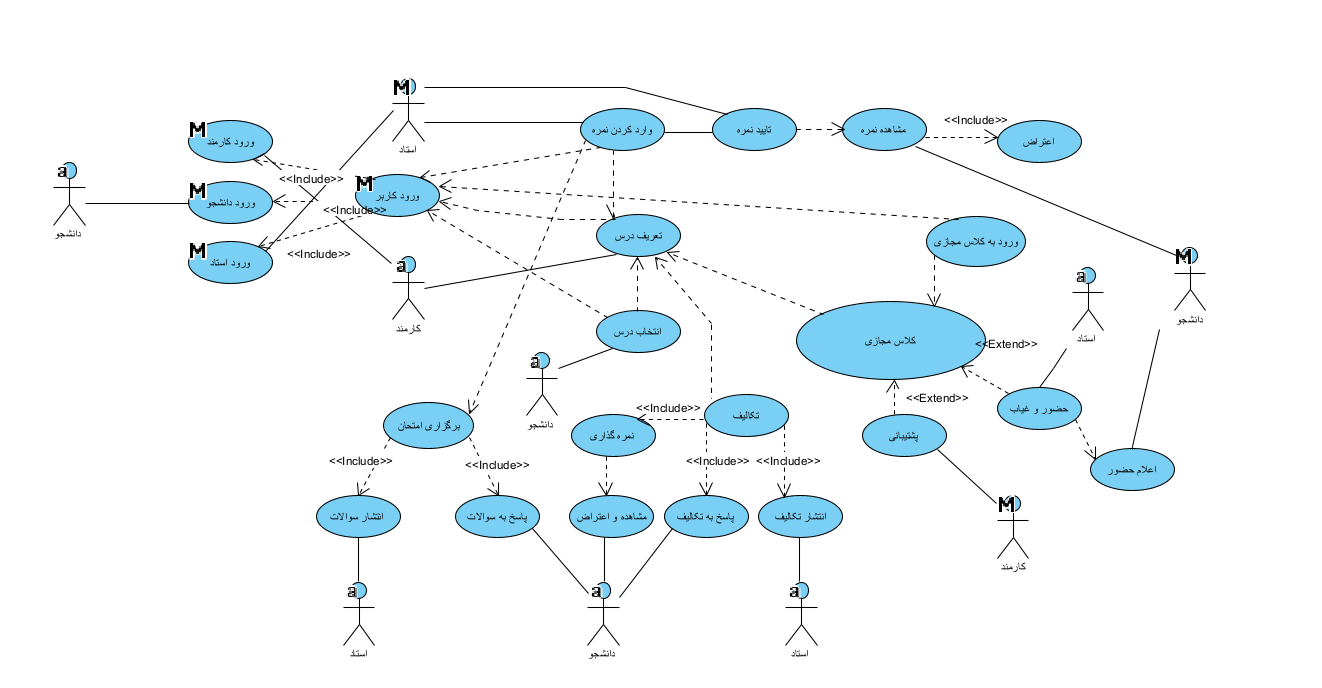 M
استاد
وارد کردن نمره
تایید نمره
مشاهده نمره
<<Include>>
اعتراض
M
ورود کارمند
a
دانشجو
M
ورود دانشجو
<<Include>>
M
ورود کاربر
<<Include>>
M
ورود استاد
<<Include>>
a
کارمند
تعریف درس
ورود به کلاس مجازی
M
دانشجو
a
استاد
کلاس مجازی
<<Extend>>
انتخاب درس
a
دانشجو
<<Extend>>
حضور و غیاب
پشتیبانی
اعلام حضور
M
کارمند
برگزاری امتحان
نمره گذاری
<<Include>>
تکالیف
<<Include>>
<<Include>>
<<Include>>
<<Include>>
انتشار سوالات
پاسخ به سوالات
مشاهده و اعتراض
پاسخ به تکالیف
انتشار تکالیف
a
استاد
a
دانشجو
a
استاد